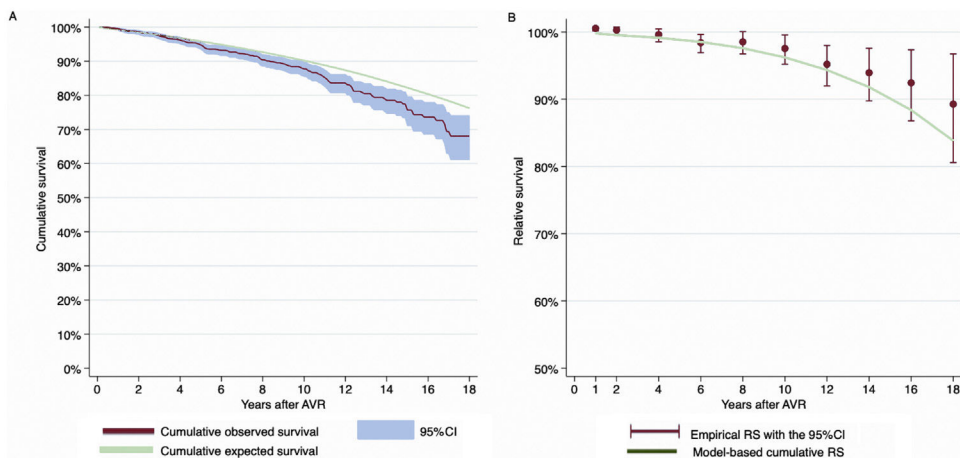 A
100%
90%
80%
70%
60%
50%
40%
30%
20%
10%
0%
Cumulative survival
0 2 4 6 8 10 12 14 16 18
Years after AVR
Cumulative observed survival
95%CI
Cumulative expected survival
B
100%
90%
80%
70%
60%
50%
Relative survival
0 1 2 4 6 8 10 12 14 16 18
Years after AVR
Empirical RS with the 95%CI
Model-based cumulative RS